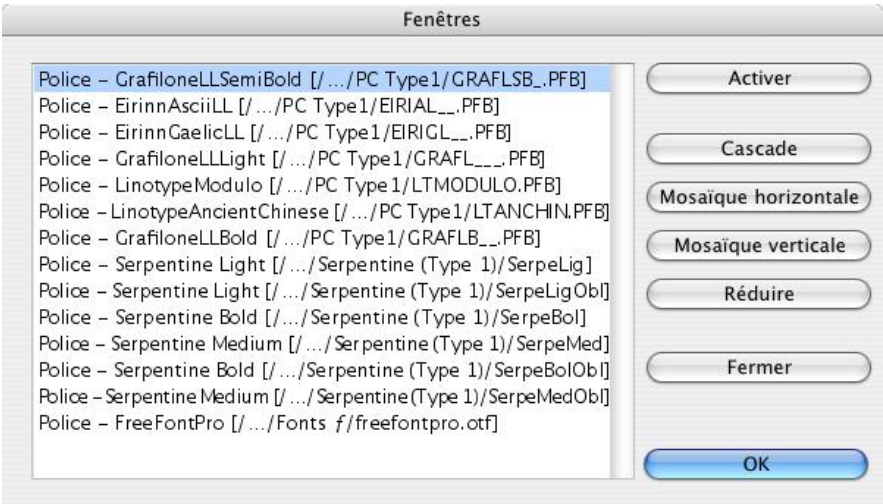 Fenêtres
Police – GrafiloneLLSemiBold [/…/PC Type1/GRAFLSB_.PFB]
Police – EirinnAsciiLL [/…/PC Type1/EIRIAL__.PFB]
Police – EirinnGaelicLL [/…/PC Type1/EIRIGL__.PFB]
Police – GrafiloneLLLight [/…/PC Type1/GRAFL___.PFB]
Police – LinotypeModulo [/…/PC Type1/LTMODULO.PFB]
Police – LinotypeAncientChinese [/…/PC Type1/LTANCHIN.PFB]
Police – GrafiloneLLBold [/…/PC Type1/GRAFLB__.PFB]
Police – Serpentine Light [/…/Serpentine (Type 1)/SerpeLig]
Police – Serpentine Light [/…/Serpentine (Type 1)/SerpeLigObl]
Police – Serpentine Bold [/…/Serpentine (Type 1)/SerpeBol]
Police – Serpentine Medium [/…/Serpentine (Type 1)/SerpeMed]
Police – Serpentine Bold [/…/Serpentine (Type 1)/SerpeBolObl]
Police – Serpentine Medium [/…/Serpentine (Type 1)/SerpeMedObl]
Police – FreeFontPro [/…/Fonts ƒ/freefontpro.otf]
Activer
Cascade
Mosaïque horizontale
Mosaïque verticale
Réduire
Fermer
OK